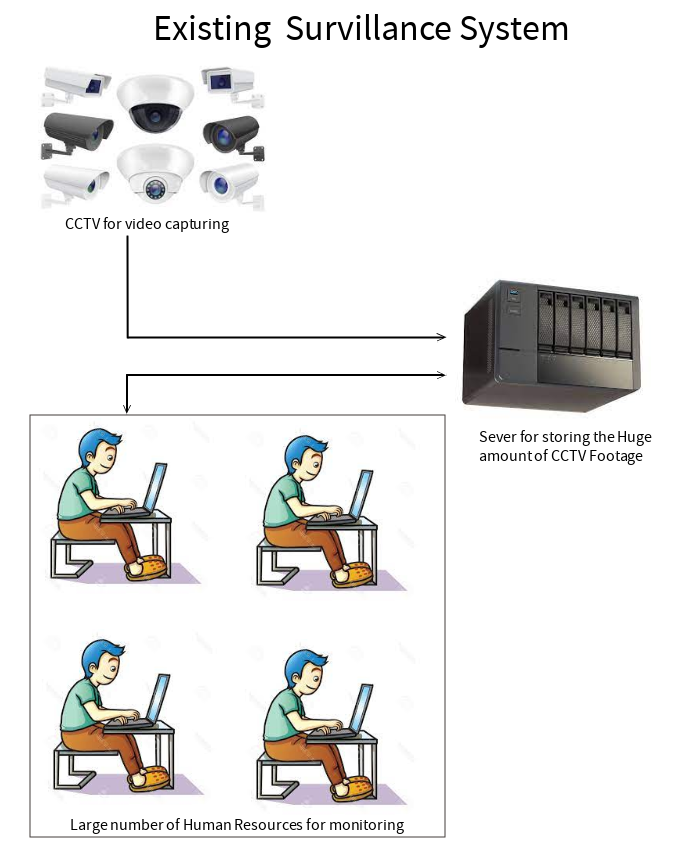 Existing Survillance System
CCTV for video capturing
Sever for storing the Huge
amount of CCTV Footage
Large number of Human Resources for monitoring